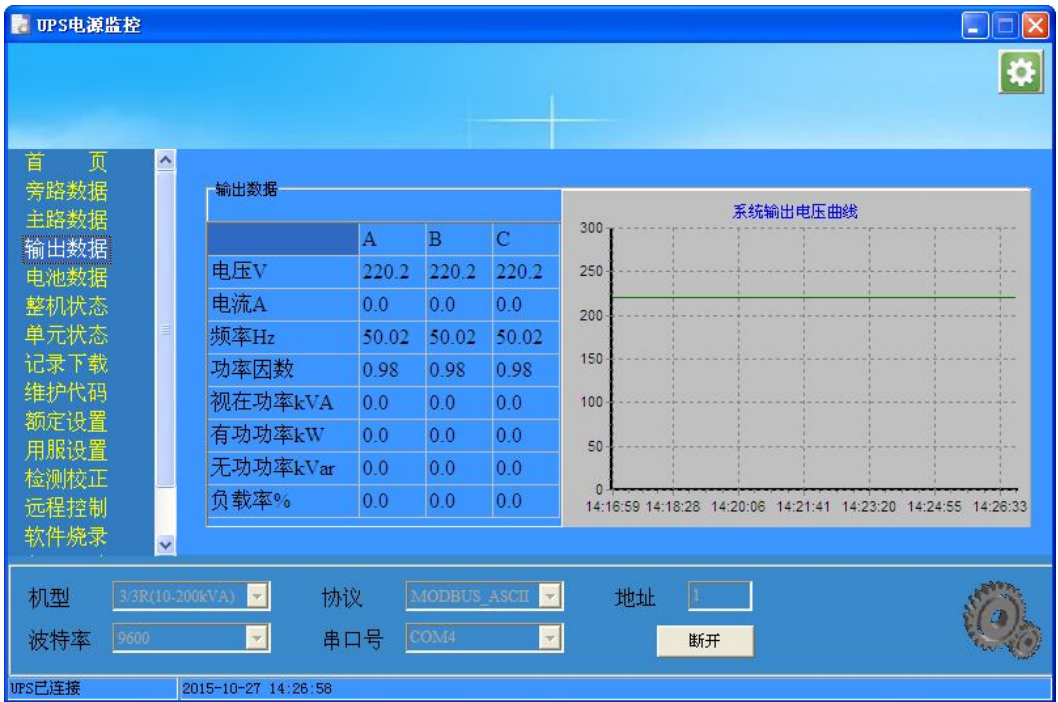 UPS电源监控
首 页
旁路数据
主路数据
输出数据
电池数据
整机状态
单元状态
记录下载
维护代码
额定设置
用服设置
检测校正
远程控制
软件烧录
输出数据
A B C
电压V 220.2 220.2 220.2
电流A 0.0 0.0 0.0
频率Hz 50.02 50.02 50.02
功率因数 0.98 0.98 0.98
视在功率kVA 0.0 0.0 0.0
有功功率kW 0.0 0.0 0.0
无功功率kVar 0.0 0.0 0.0
负载率% 0.0 0.0 0.0
系统输出电压曲线
300
250
200
150
100
50
0
14:16:59 14:18:28 14:20:06 14:21:41 14:23:20 14:24:55 14:26:33
机型 3/3R(10-200kVA) 协议 MODBUS_ASCII 地址 1
波特率 9600 串口号 COM4 断开
UPS已连接 2015-10-27 14:26:58